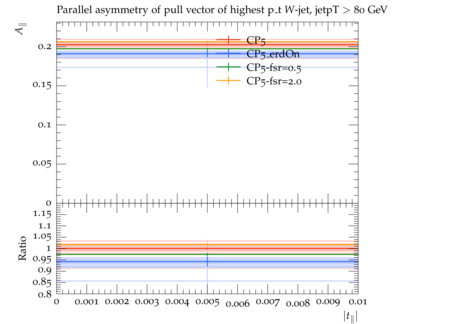 Parallel asymmetry of pull vector of highest p_t W-jet, jetpT > 80 GeV
A∥
CP5
CP5_erdOn
CP5-fsr=0.5
CP5-fsr=2.0
0.2
0.15
0.1
0.05
0
Ratio
1.15
1.1
1.05
1
0.95
0.9
0.85
0.8
0 0.001 0.002 0.003 0.004 0.005 0.006 0.007 0.008 0.009 0.01
|t∥|